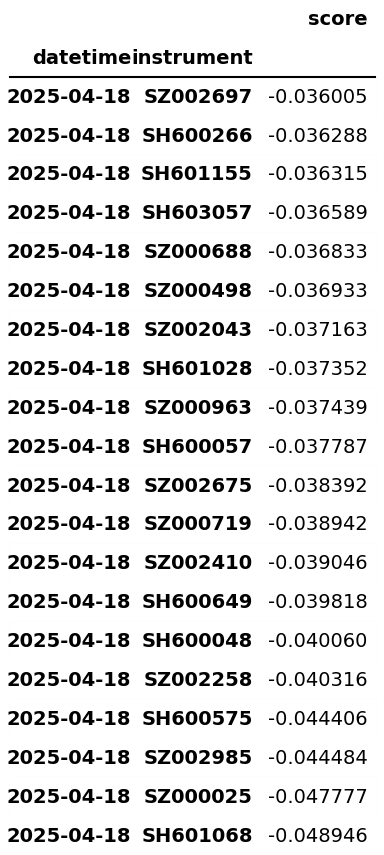 score
datetime instrument
2025-04-18 SZ002697 -0.036005
2025-04-18 SH600266 -0.036288
2025-04-18 SH601155 -0.036315
2025-04-18 SH603057 -0.036589
2025-04-18 SZ000688 -0.036833
2025-04-18 SZ000498 -0.036933
2025-04-18 SZ002043 -0.037163
2025-04-18 SH601028 -0.037352
2025-04-18 SZ000963 -0.037439
2025-04-18 SH600057 -0.037787
2025-04-18 SZ002675 -0.038392
2025-04-18 SZ000719 -0.038942
2025-04-18 SZ002410 -0.039046
2025-04-18 SH600649 -0.039818
2025-04-18 SH600048 -0.040060
2025-04-18 SZ002258 -0.040316
2025-04-18 SH600575 -0.044406
2025-04-18 SZ002985 -0.044484
2025-04-18 SZ000025 -0.047777
2025-04-18 SH601068 -0.048946